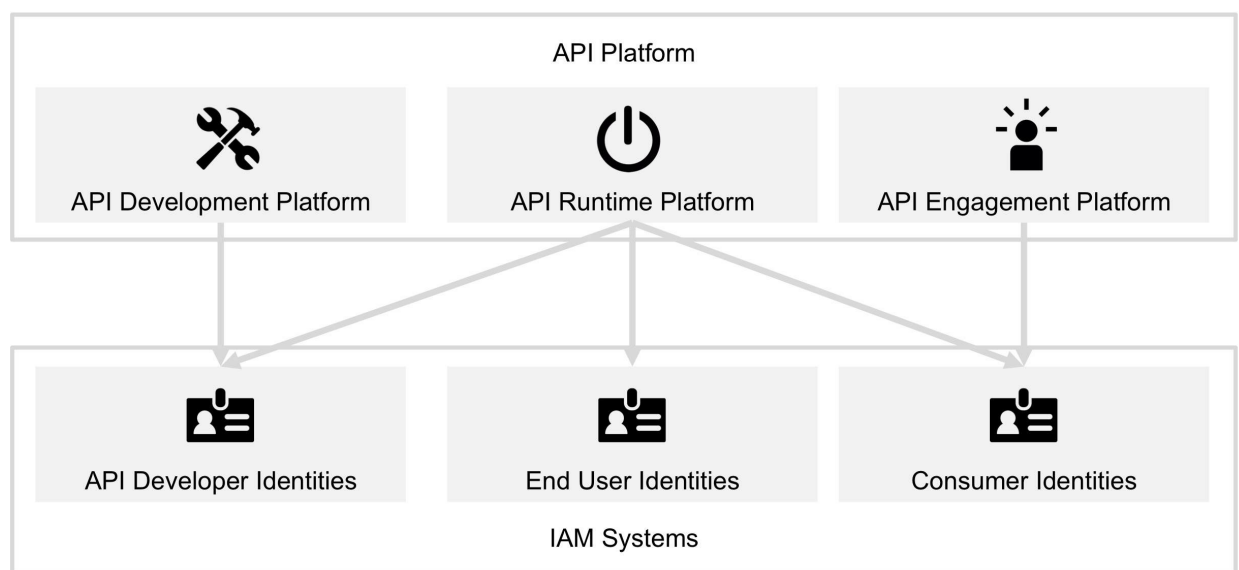 API Platform
API Development Platform
API Runtime Platform
API Engagement Platform
API Developer Identities
End User Identities
Consumer Identities
IAM Systems